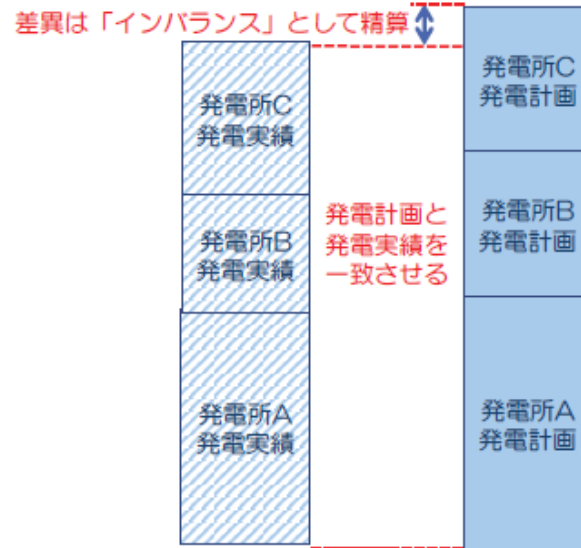 差異は「インバランス」として精算
発電所C
発電実績
発電所B
発電実績
発電所A
発電実績
発電計画と
発電実績を
一致させる
発電所C
発電計画
発電所B
発電計画
発電所A
発電計画